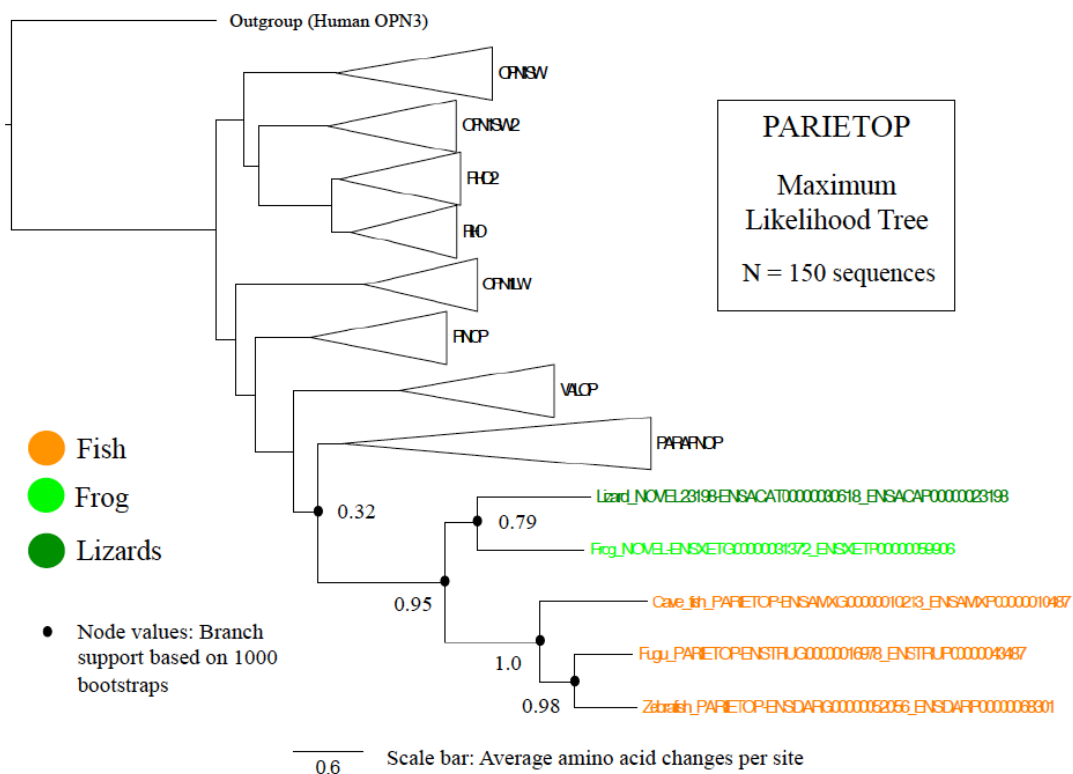 Outgroup (Human OPN3)
OPN1SW
OPN1SW2
RHO2
RHO
OPN1LW
PINOP
VALOP
PARAPINOP
PARIETOP
Maximum
Likelihood Tree
N = 150 sequences
Fish
Frog
Lizards
Lizard_NOVEL23198-ENSACAT00000030618_ENSACAP00000023198
Frog_NOVEL-ENSXETG00000031372_ENSXETP00000059906
Cave_fish_PARIETOP-ENSAMXG00000010213_ENSAMXP00000010487
Fugu_PARIETOP-ENSTRUG00000016978_ENSTRUP00000043487
Zebrafish_PARIETOP-ENSDARG00000052056_ENSDARP00000068301
0.32
0.79
0.95
1.0
0.98
Node values: Branch
support based on 1000
bootstraps
0.6
Scale bar: Average amino acid changes per site